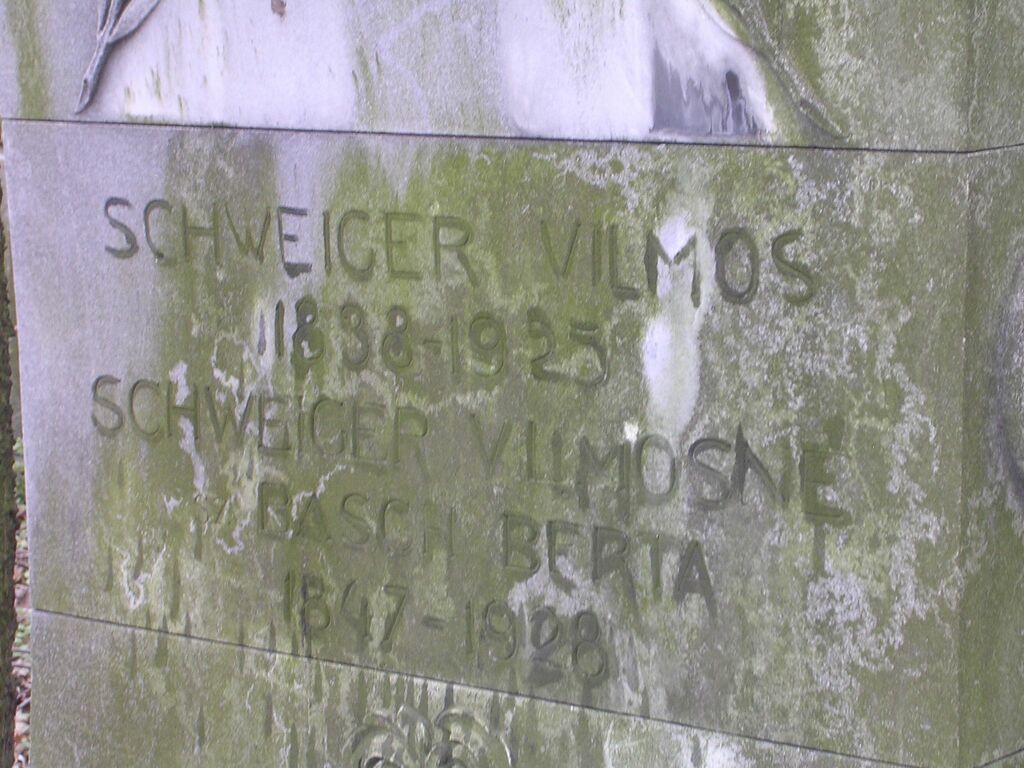 SCHWEIGER VILMOS
1838-1925
SCHWEIGER VILMOSNÉ
SZ. BASCH BERTA
1847-1928